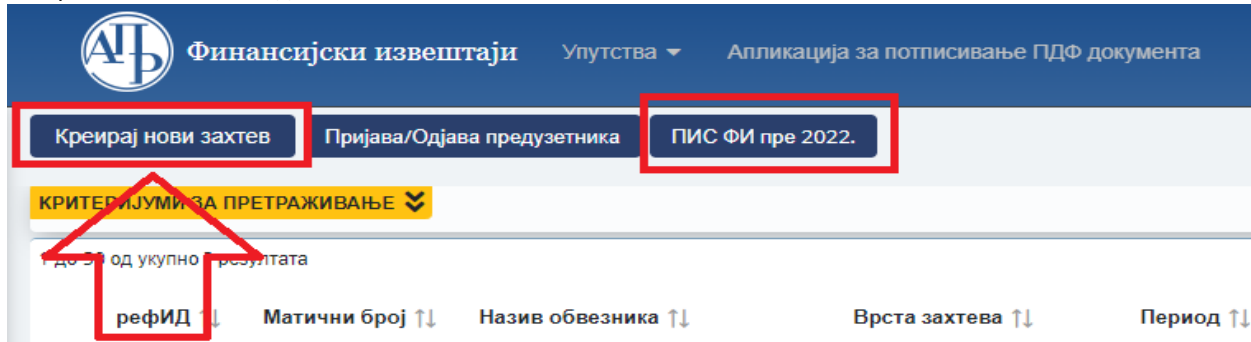 АПР Финансијски извештаји Упутства Апликација за потписивање ПДФ документа
Креирај нови захтев Пријава/Одјава предузетника ПИС ФИ пре 2022.
КРИТЕРИЈУМИ ЗА ПРЕТРАЖИВАЊЕ
до од укупно резултата
рефИД Матични број Назив обвезника Врста захтева Период